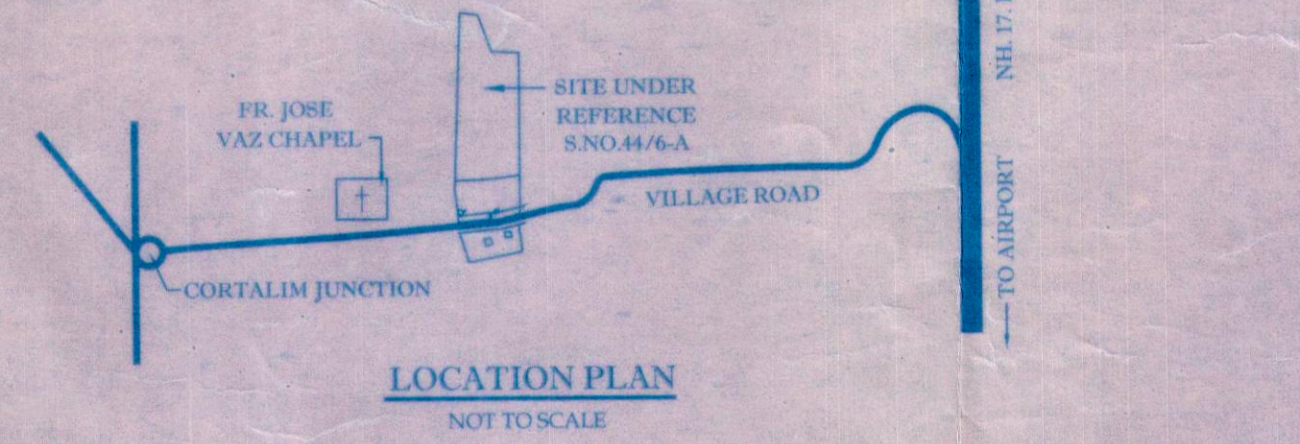 NH. 17.
SITE UNDER
REFERENCE
S.NO.44/6-A
FR. JOSE
VAZ CHAPEL
VILLAGE ROAD
TO AIRPORT
CORTALIM JUNCTION
LOCATION PLAN
NOT TO SCALE